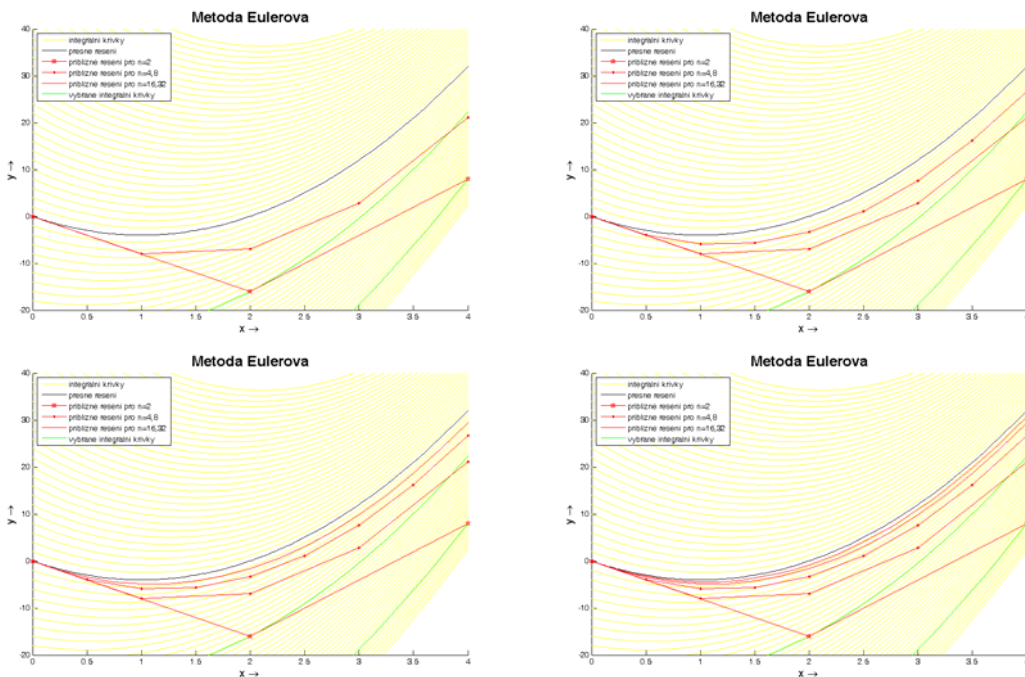 Metoda Eulerova
40
30
20
10
0
-10
-20
y →
integrální křivky
presne reseni
priblizne reseni pro n=2
priblizne reseni pro n=4,8
priblizne reseni pro n=16,32
vybrane integralni krivky
0
0.5
1
1.5
2
2.5
3
3.5
4
x →
Metoda Eulerova
40
30
20
10
0
-10
-20
y →
integralni krivky
presne reseni
priblizne reseni pro n=2
priblizne reseni pro n=4,8
priblizne reseni pro n=16,32
vybrane integralni krivky
0
0.5
1
1.5
2
2.5
3
3.5
4
x →
Metoda Eulerova
40
30
20
10
0
-10
-20
y →
integralni krivky
presne reseni
priblizne reseni pro n=2
priblizne reseni pro n=4,8
priblizne reseni pro n=16,32
vybrane integralni krivky
0
0.5
1
1.5
2
2.5
3
3.5
4
x →
Metoda Eulerova
40
30
20
10
0
-10
-20
y →
integralni krivky
presne reseni
priblizne reseni pro n=2
priblizne reseni pro n=4,8
priblizne reseni pro n=16,32
vybrane integralni krivky
0
0.5
1
1.5
2
2.5
3
3.5
4
x →